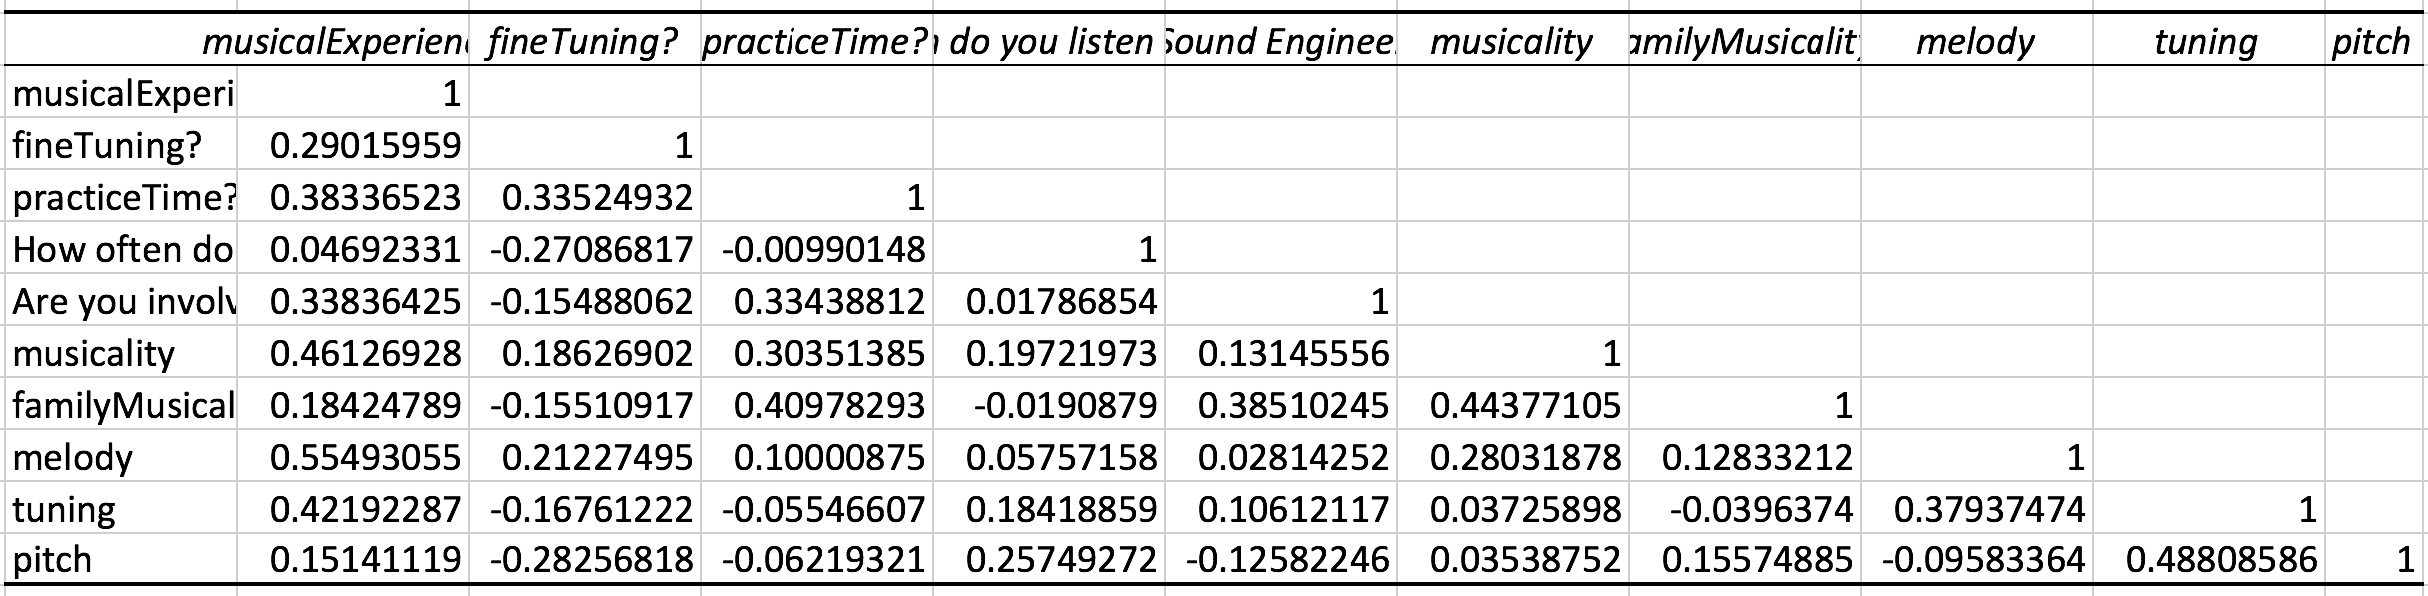 musicalExperien fineTuning? practiceTime? do you listen Sound Enginee musicality amilyMusicalit melody tuning pitch
musicalExperi 1
fineTuning? 0.29015959 1
practiceTime? 0.38336523 0.33524932 1
How often do 0.04692331 -0.27086817 -0.00990148 1
Are you involv 0.33836425 -0.15488062 0.33438812 0.01786854 1
musicality 0.46126928 0.18626902 0.30351385 0.19721973 0.13145556 1
familyMusical 0.18424789 -0.15510917 0.40978293 -0.0190879 0.38510245 0.44377105 1
melody 0.55493055 0.21227495 0.10000875 0.05757158 0.02814252 0.28031878 0.12833212 1
tuning 0.42192287 -0.16761222 -0.05546607 0.18418859 0.10612117 0.03725898 -0.0396374 0.37937474 1
pitch 0.15141119 -0.28256818 -0.06219321 0.25749272 -0.12582246 0.03538752 0.15574885 -0.09583364 0.48808586 1